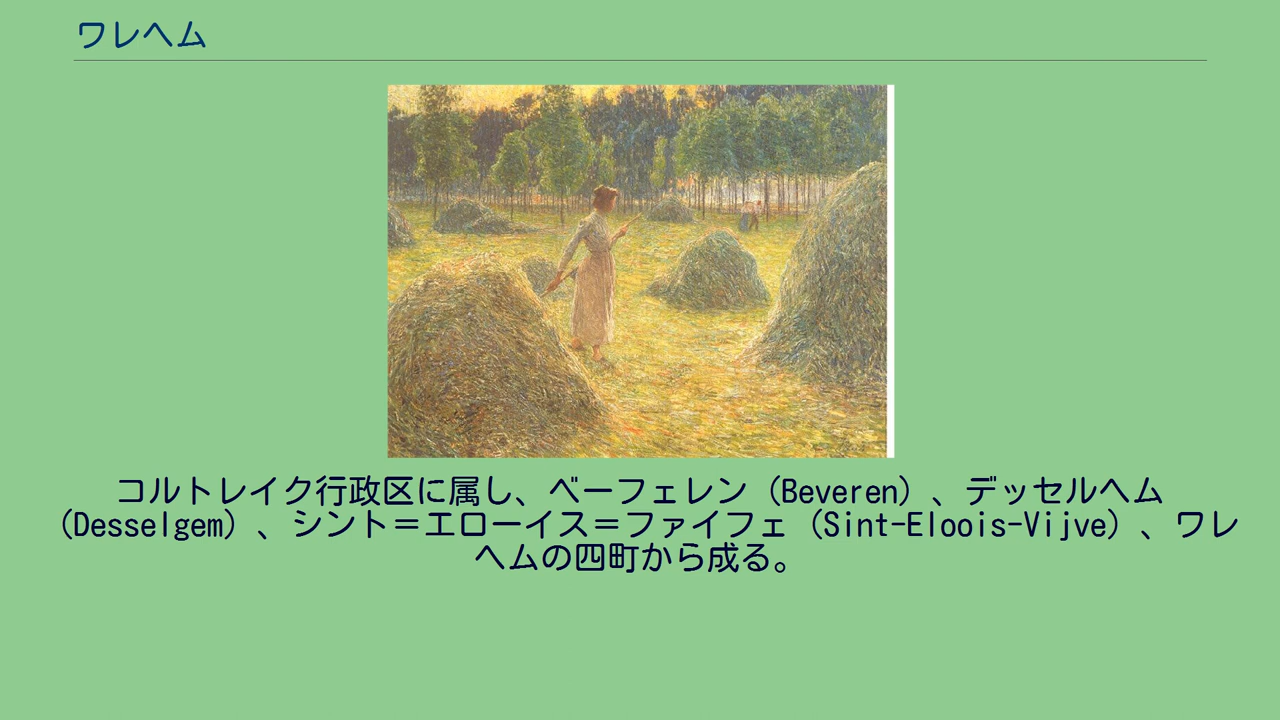 ワレヘム
コルトレイク行政区に属し、ベーフェレン（Beveren）、デッセルヘム
（Desselgem）、シント＝エローイス＝ファイフェ（Sint-Eloois-Vijve）、ワレ
ヘムの四町から成る。